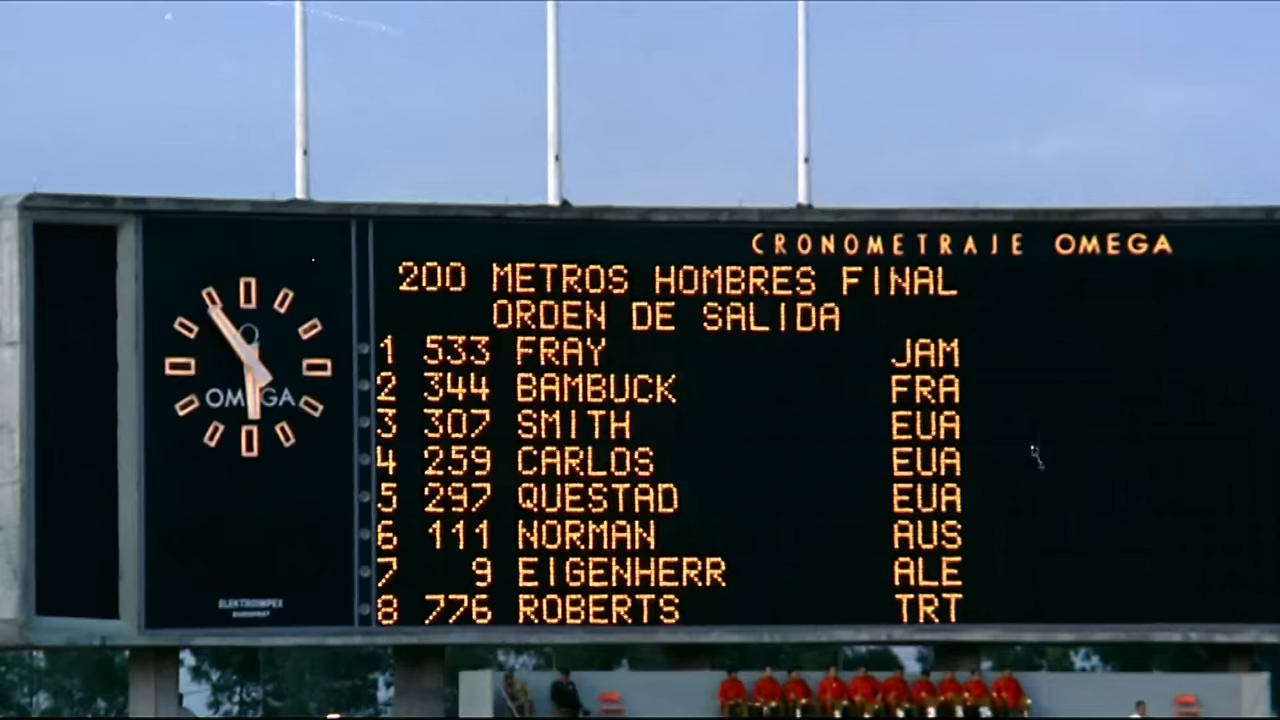 CRONOMETRAJE OMEGA
200 METROS HOMBRES FINAL
ORDEN DE SALIDA
1 533 FRAY JAM
2 344 BAMBUCK FRA
3 307 SMITH EUA
4 259 CARLOS EUA
5 297 QUESTAD EUA
6 111 NORMAN AUS
7 9 EIGENHERR ALE
8 776 ROBERTS TRT
OMEGA
ELEKTROIMPEX